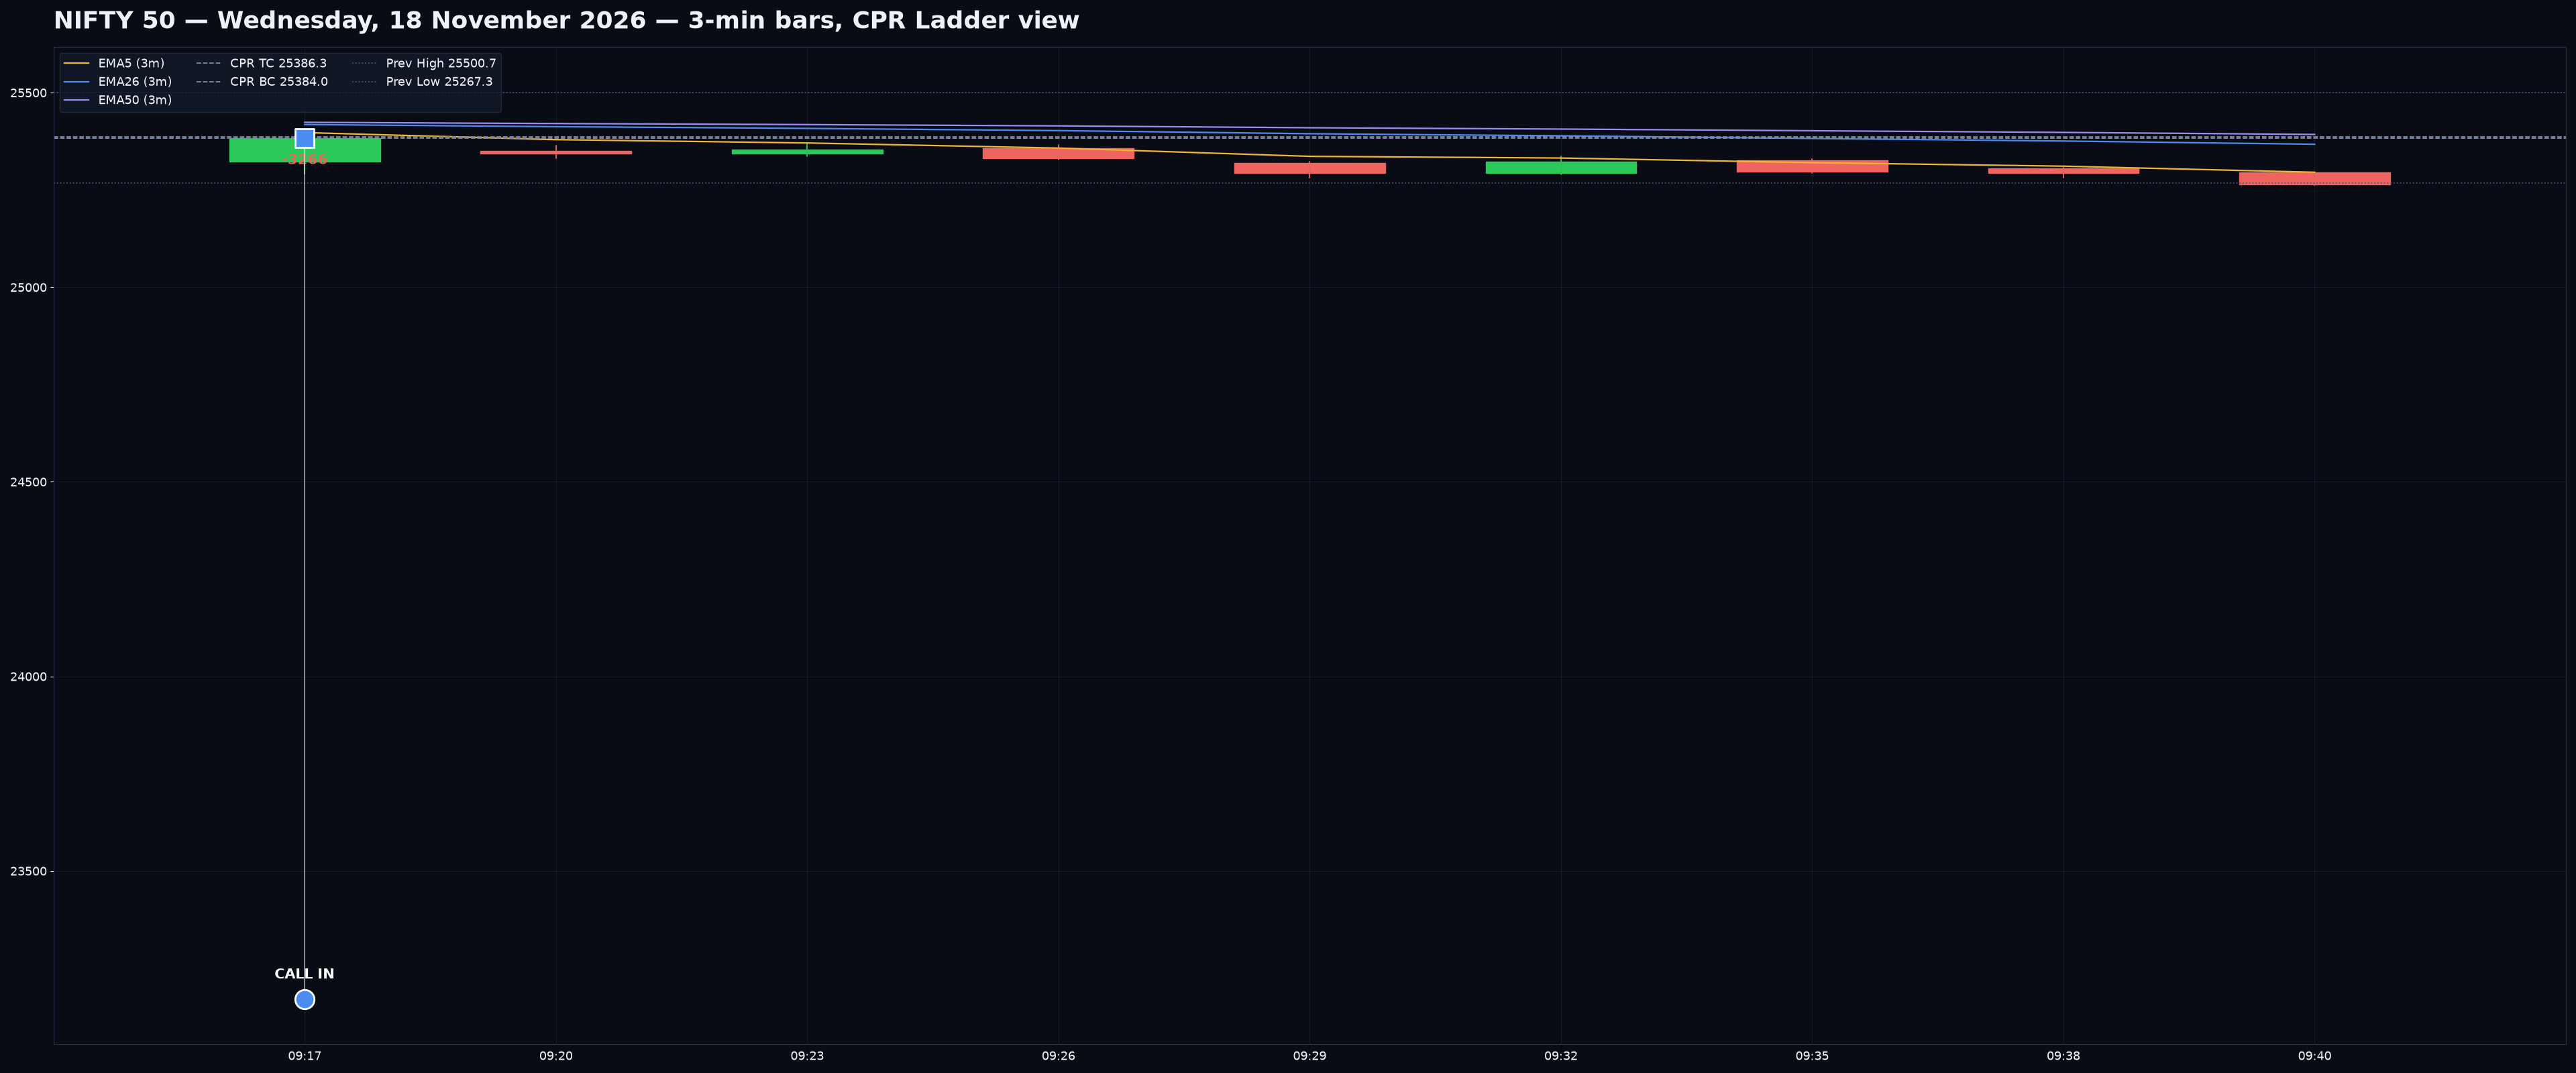 NIFTY 50 — Wednesday, 18 November 2026 — 3-min bars, CPR Ladder view
EMA5 (3m) CPR TC 25386.3 Prev High 25500.7
EMA26 (3m) CPR BC 25384.0 Prev Low 25267.3
EMA50 (3m)
25500
-3266
25000
24500
24000
23500
CALL IN
09:17 09:20 09:23 09:26 09:29 09:32 09:35 09:38 09:40